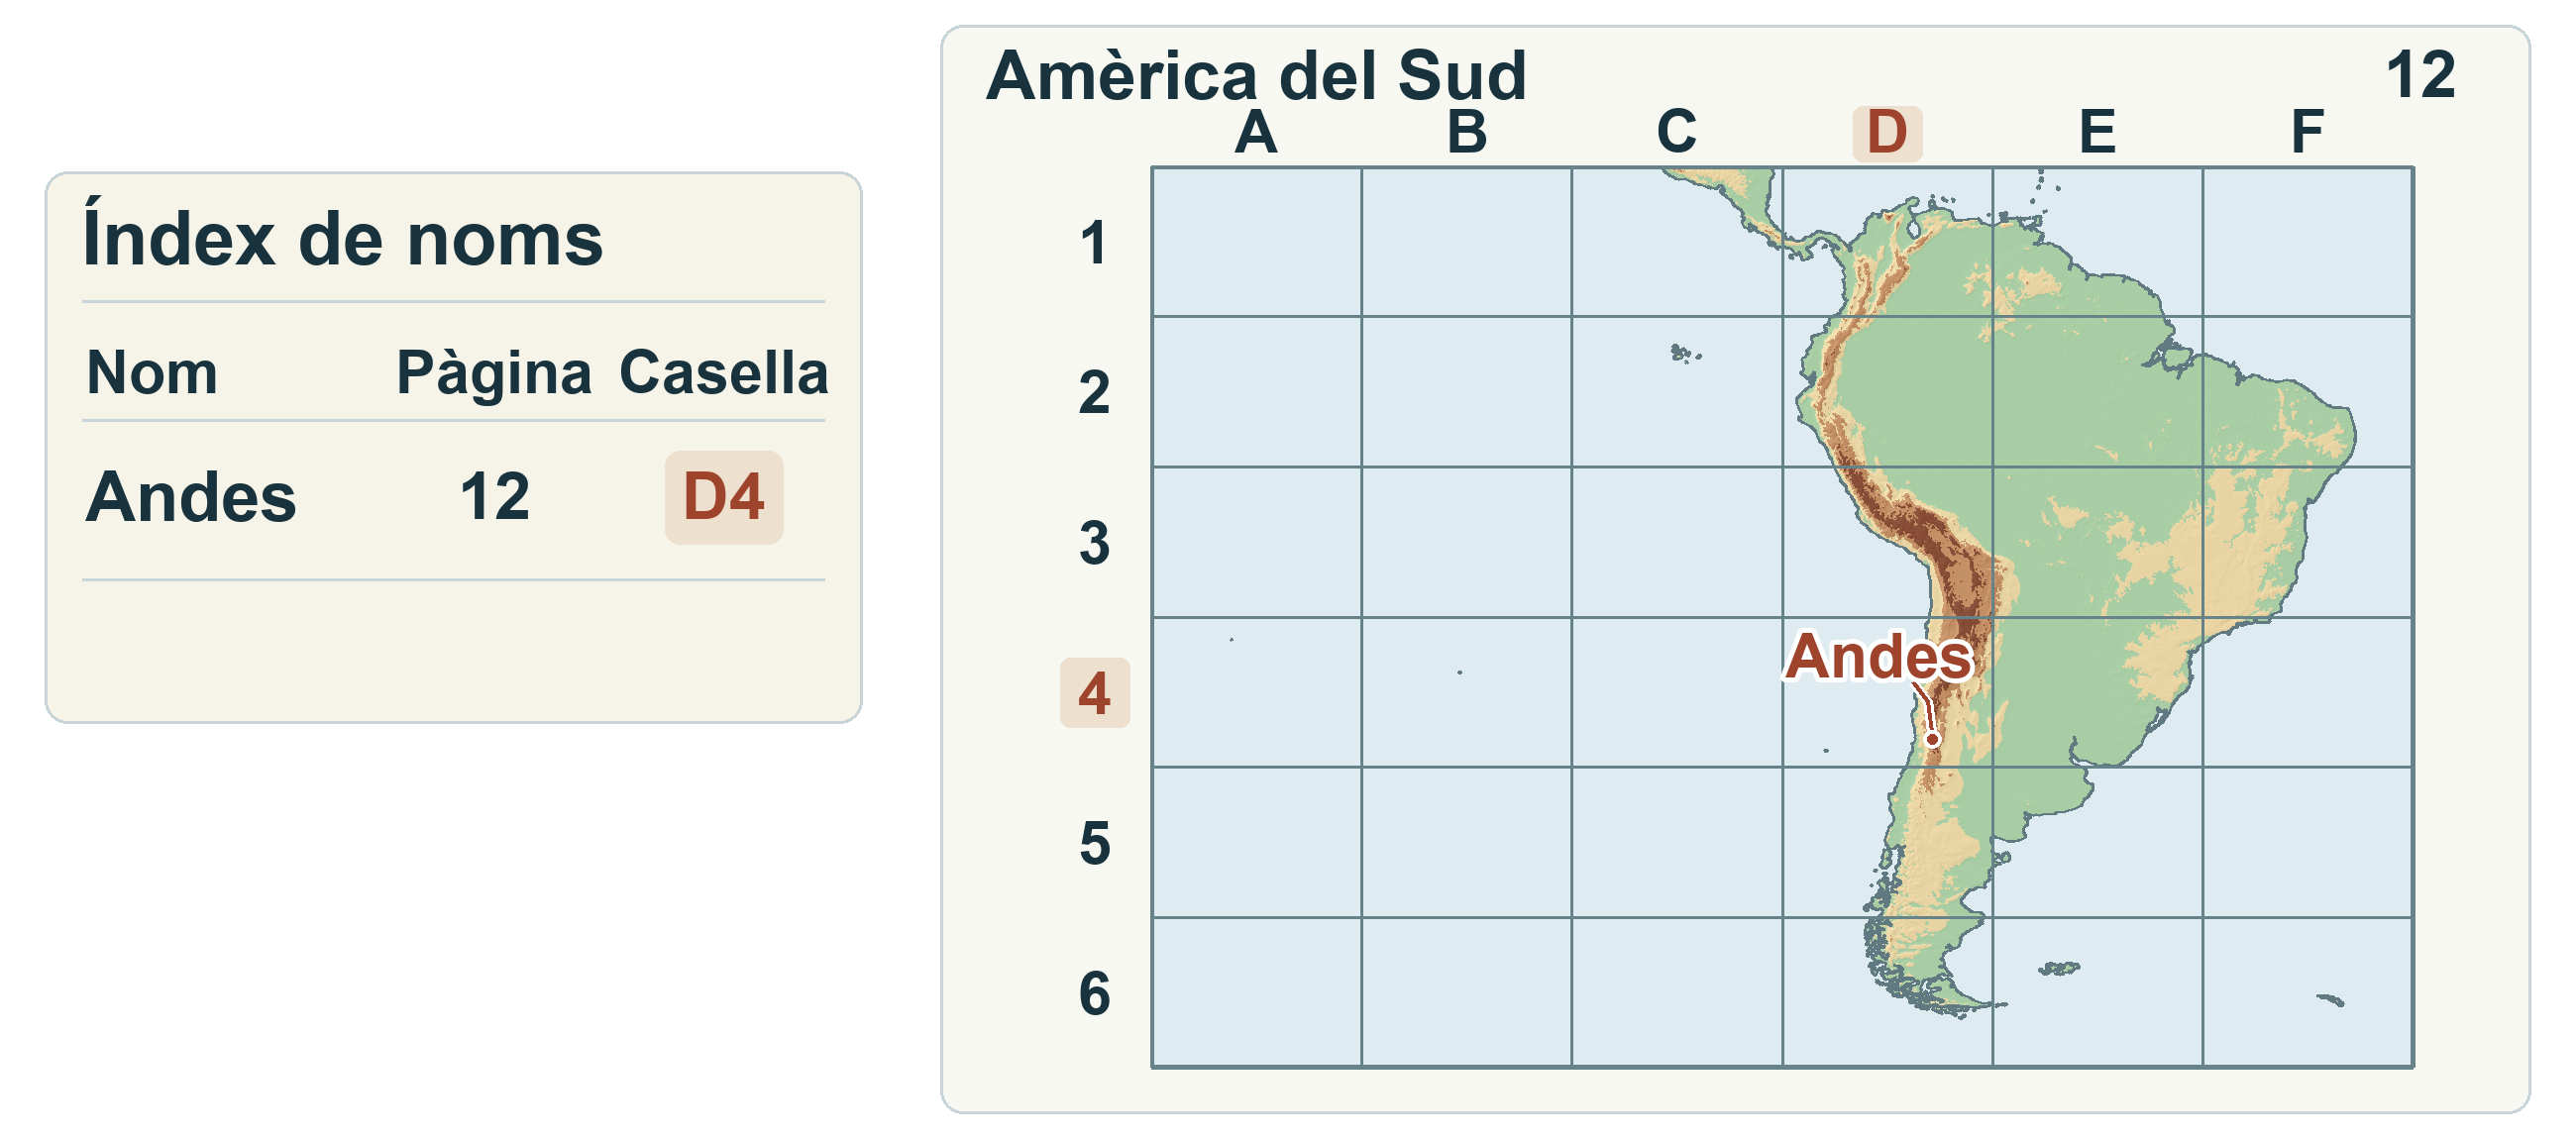 Índex de noms
Nom Pàgina Casella
Andes 12 D4
Amèrica del Sud 12
A B C D E F
1
2
3
4
Andes
5
6